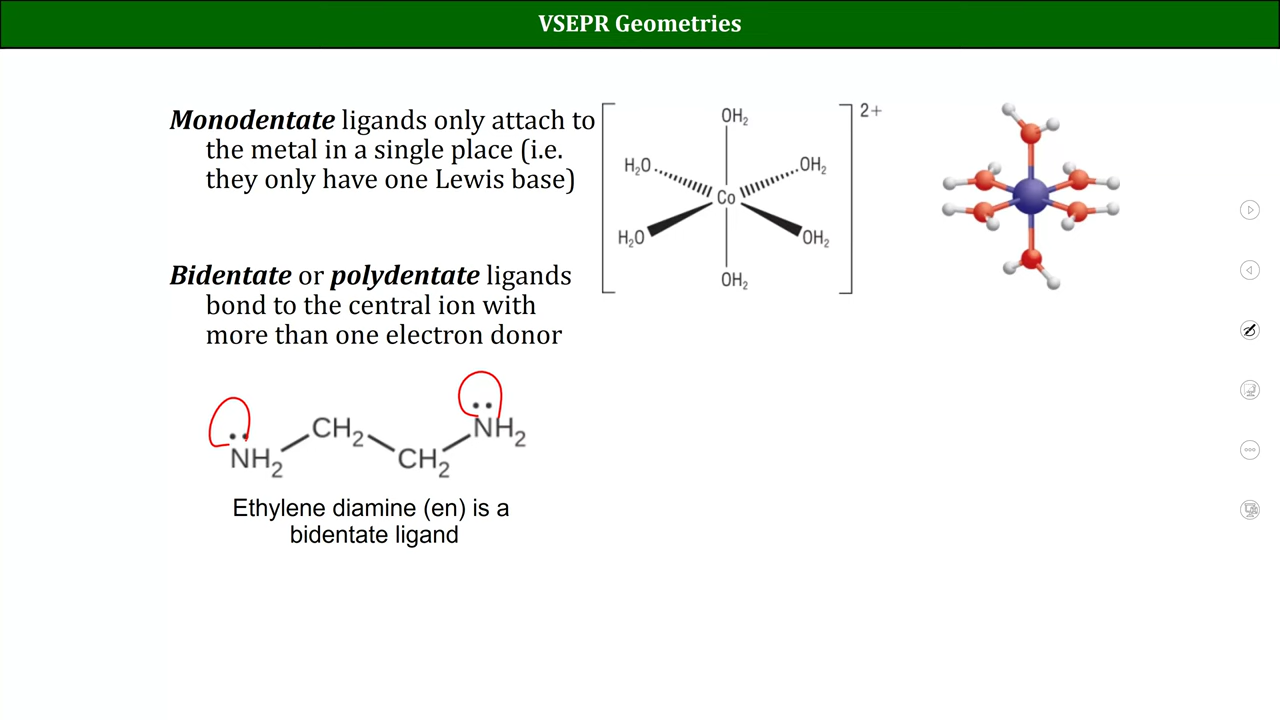 VSEPR Geometries
Monodentate ligands only attach to
the metal in a single place (i.e.
they only have one Lewis base)
Bidentate or polydentate ligands
bond to the central ion with
more than one electron donor
OH₂
H₂O OH₂
Co
H₂O OH₂
OH₂
2+
NH₂ CH₂ CH₂ NH₂
Ethylene diamine (en) is a
bidentate ligand